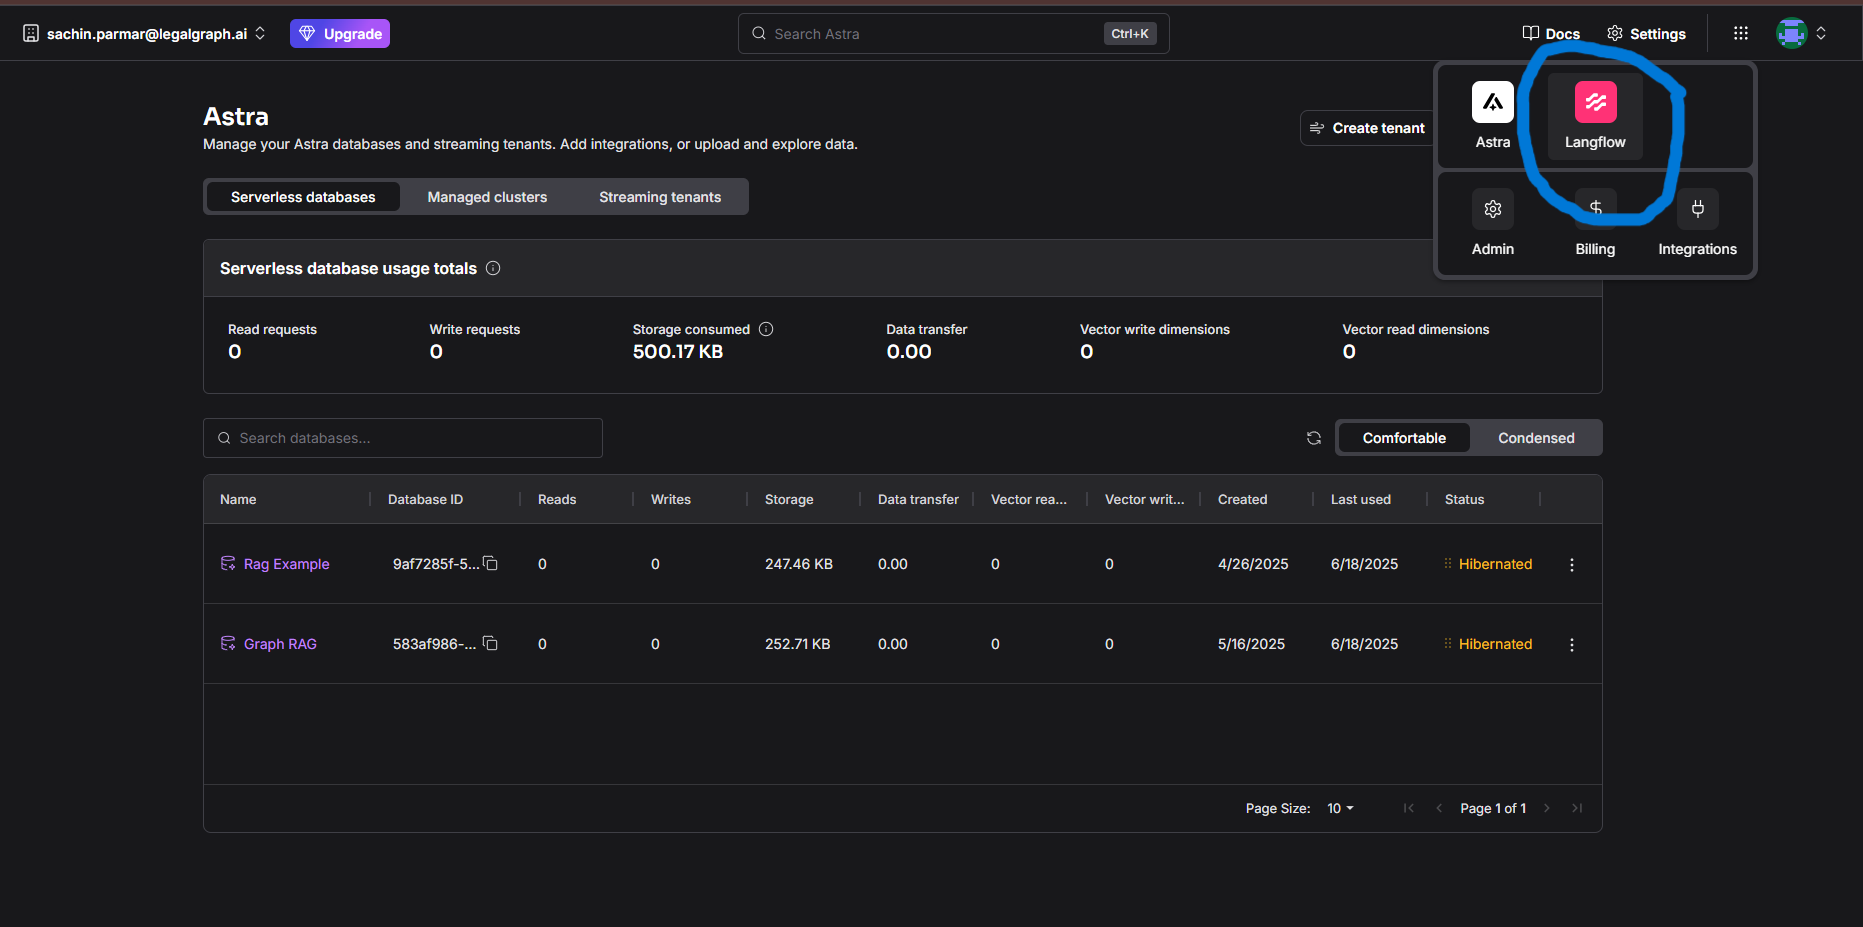 sachin.parmar@legalgraph.ai
Upgrade
Search Astra
Ctrl+K
Docs
Settings
Astra
Langflow
Admin
Billing
Integrations
Astra
Manage your Astra databases and streaming tenants. Add integrations, or upload and explore data.
Create tenant
Serverless databases Managed clusters Streaming tenants
Serverless database usage totals
Read requests Write requests Storage consumed Data transfer Vector write dimensions Vector read dimensions
0 0 500.17 KB 0.00 0 0
Search databases...
Comfortable Condensed
Name Database ID Reads Writes Storage Data transfer Vector rea... Vector writ... Created Last used Status
Rag Example 9af7285f-5... 0 0 247.46 KB 0.00 0 0 4/26/2025 6/18/2025 Hibernated
Graph RAG 583af986-... 0 0 252.71 KB 0.00 0 0 5/16/2025 6/18/2025 Hibernated
Page Size: 10 Page 1 of 1